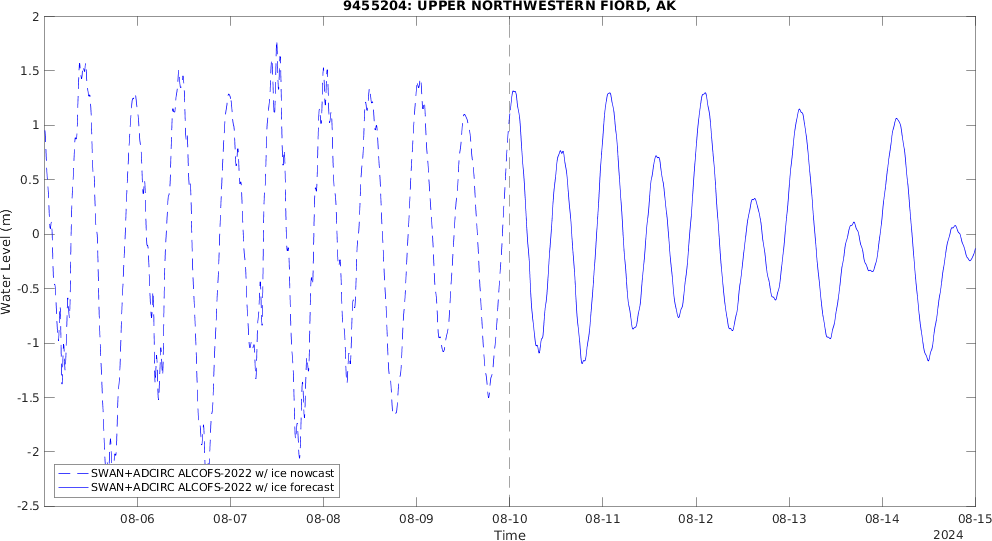 9455204: UPPER NORTHWESTERN FIORD, AK
2
1.5
1
0.5
0
-0.5
-1
-1.5
-2
-2.5
Water Level (m)
SWAN+ADCIRC ALCOFS-2022 w/ ice nowcast
SWAN+ADCIRC ALCOFS-2022 w/ ice forecast
08-06 08-07 08-08 08-09 08-10 08-11 08-12 08-13 08-14 08-15
Time
2024